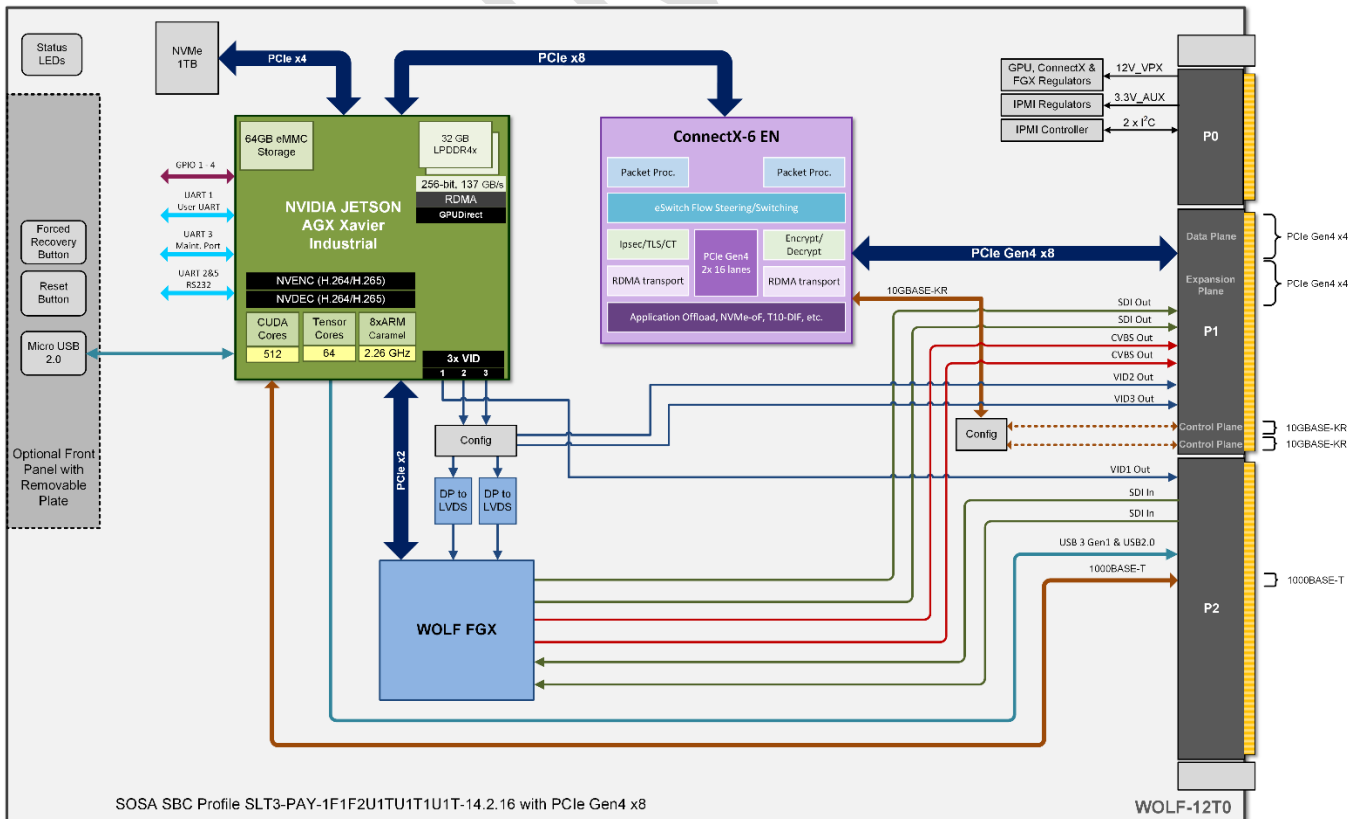 Status
LEDs
NVMe
1TB
PCIe x4
PCIe x8
GPU, ConnectX &
FGX Regulators
12V_VPX
IPMI Regulators
3.3V_AUX
IPMI Controller
2 x I²C
P0
64GB eMMC
Storage
32 GB
LPDDR4x
256-bit, 137 GB/s
RDMA
GPUDirect
NVIDIA JETSON
AGX Xavier
Industrial
NVENC (H.264/H.265)
NVDEC (H.264/H.265)
CUDA
Cores
512
Tensor
Cores
64
8xARM
Caramel
2.26 GHz
3x VID
1 2 3
GPIO 1 - 4
UART 1
User UART
UART 3
Maint. Port
UART 2&5
RS232
Forced
Recovery
Button
Reset
Button
Micro USB
2.0
Optional Front
Panel with
Removable
Plate
ConnectX-6 EN
Packet Proc.
Packet Proc.
eSwitch Flow Steering/Switching
Ipsec/TLS/CT
PCIe Gen4
2x 16 lanes
Encrypt/
Decrypt
RDMA transport
RDMA transport
Application Offload, NVMe-oF, T10-DIF, etc.
PCIe Gen4 x8
10GBASE-KR
Data Plane
PCIe Gen4 x4
Expansion
Plane
PCIe Gen4 x4
P1
SDI Out
SDI Out
CVBS Out
CVBS Out
VID2 Out
VID3 Out
Config
Control Plane
10GBASE-KR
Control Plane
10GBASE-KR
Config
PCIe x2
DP to
LVDS
DP to
LVDS
WOLF FGX
VID1 Out
SDI In
SDI In
USB 3 Gen1 & USB2.0
1000BASE-T
1000BASE-T
P2
SOSA SBC Profile SLT3-PAY-1F1F2U1TU1T1U1T-14.2.16 with PCIe Gen4 x8
WOLF-12T0